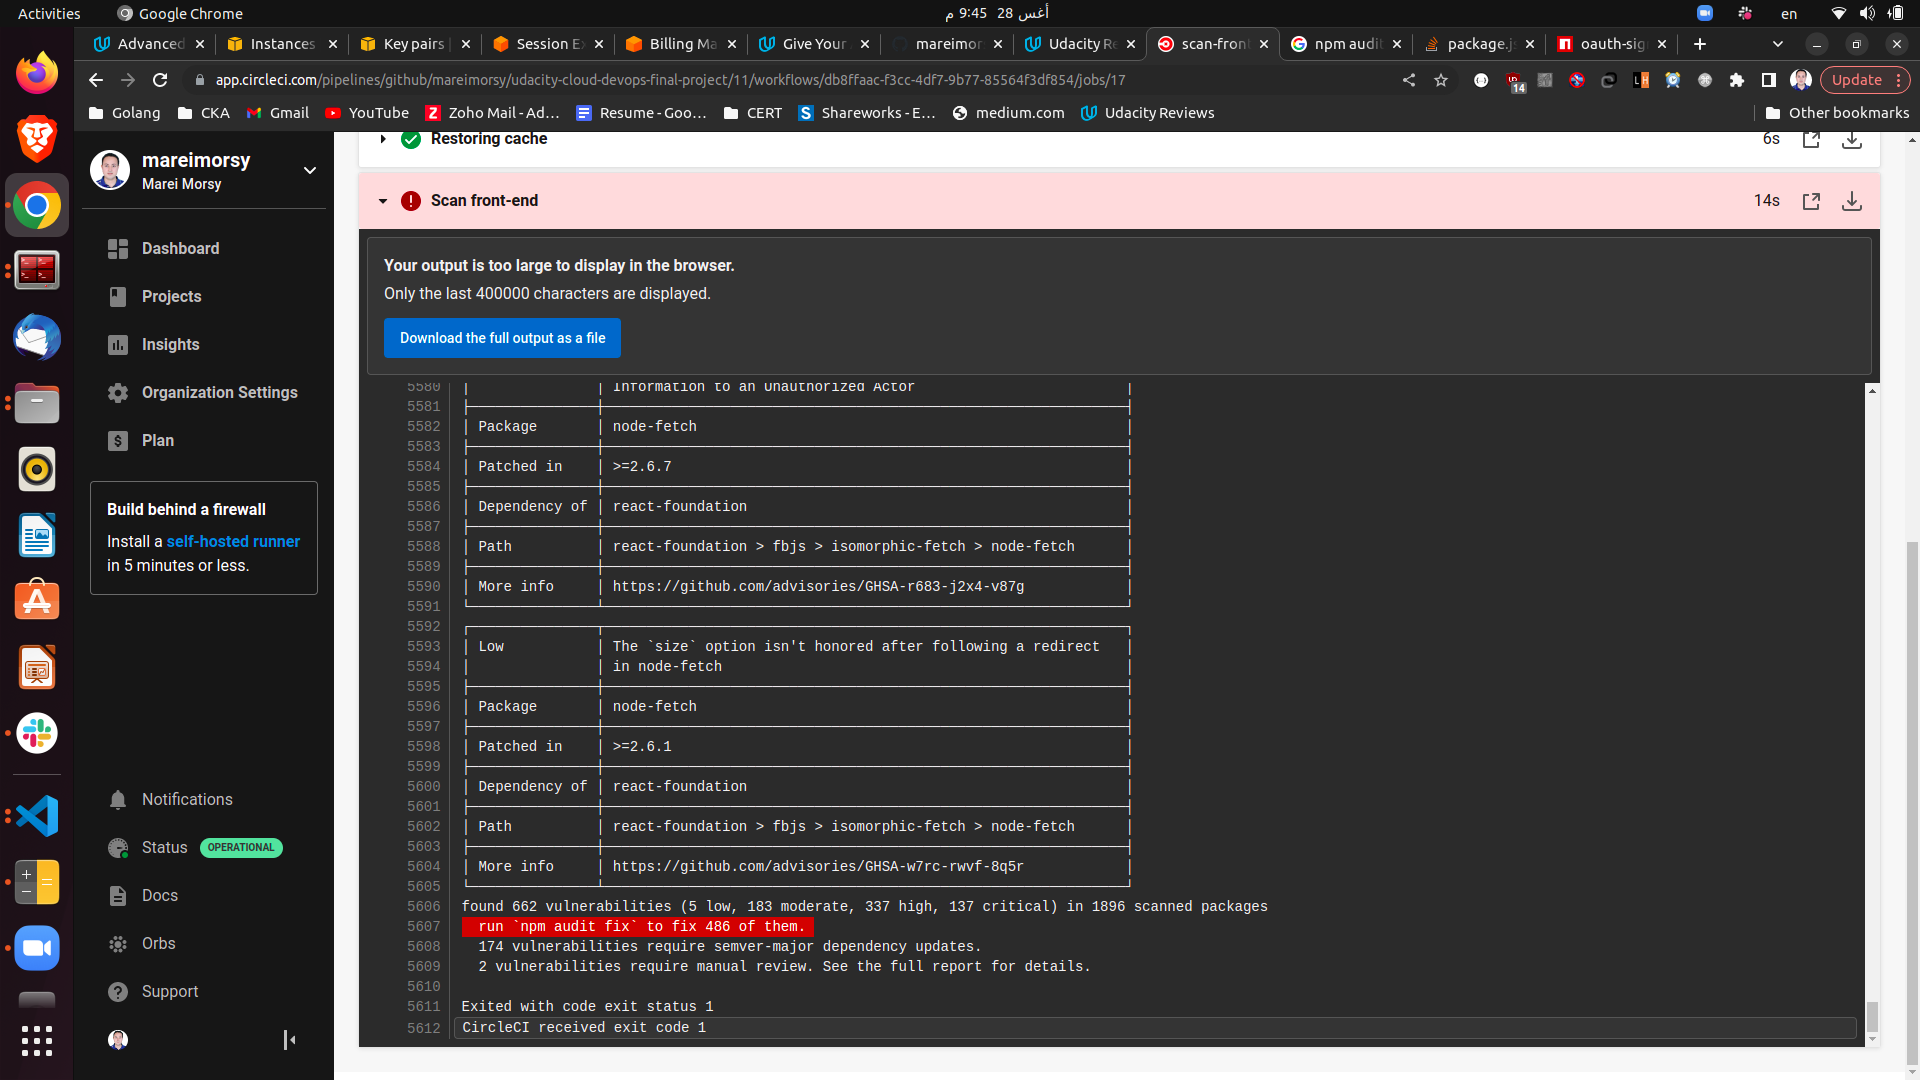 Activities
Google Chrome
9:45 م
28 أغس
en
Advanced
Instances
Key pairs |
Session Ex
Billing Ma
Give Your
mareimor
Udacity Re
scan-fron
npm audi
package.j
oauth-sig
app.circleci.com/pipelines/github/mareimorsy/udacity-cloud-devops-final-project/11/workflows/db8ffaac-f3cc-4df7-9b77-85564f3df854/jobs/17
14
Update
Golang
CKA
Gmail
YouTube
Zoho Mail - Ad...
Resume - Goo...
CERT
Shareworks - E...
medium.com
Udacity Reviews
Other bookmarks
mareimorsy
Marei Morsy
Dashboard
Projects
Insights
Organization Settings
Plan
Build behind a firewall
Install a self-hosted runner
in 5 minutes or less.
Notifications
Status OPERATIONAL
Docs
Orbs
Support
Restoring cache 6s
Scan front-end 14s
Your output is too large to display in the browser.
Only the last 400000 characters are displayed.
Download the full output as a file
5580 Information to an Unauthorized Actor
5581
5582 Package node-fetch
5583
5584 Patched in >=2.6.7
5585
5586 Dependency of react-foundation
5587
5588 Path react-foundation > fbjs > isomorphic-fetch > node-fetch
5589
5590 More info https://github.com/advisories/GHSA-r683-j2x4-v87g
5591
5592
5593 Low The `size` option isn't honored after following a redirect
5594 in node-fetch
5595
5596 Package node-fetch
5597
5598 Patched in >=2.6.1
5599
5600 Dependency of react-foundation
5601
5602 Path react-foundation > fbjs > isomorphic-fetch > node-fetch
5603
5604 More info https://github.com/advisories/GHSA-w7rc-rwvf-8q5r
5605
5606 found 662 vulnerabilities (5 low, 183 moderate, 337 high, 137 critical) in 1896 scanned packages
5607 run `npm audit fix` to fix 486 of them.
5608 174 vulnerabilities require semver-major dependency updates.
5609 2 vulnerabilities require manual review. See the full report for details.
5610
5611 Exited with code exit status 1
5612 CircleCI received exit code 1